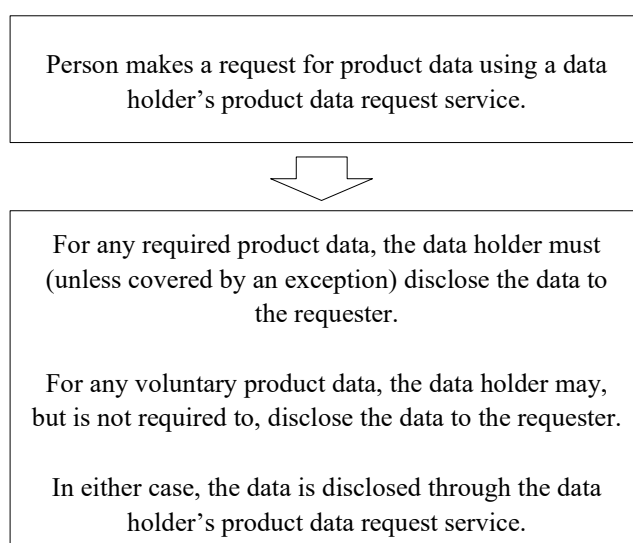 Person makes a request for product data using a data
holder’s product data request service.
For any required product data, the data holder must
(unless covered by an exception) disclose the data to
the requester.
For any voluntary product data, the data holder may,
but is not required to, disclose the data to the requester.
In either case, the data is disclosed through the data
holder’s product data request service.